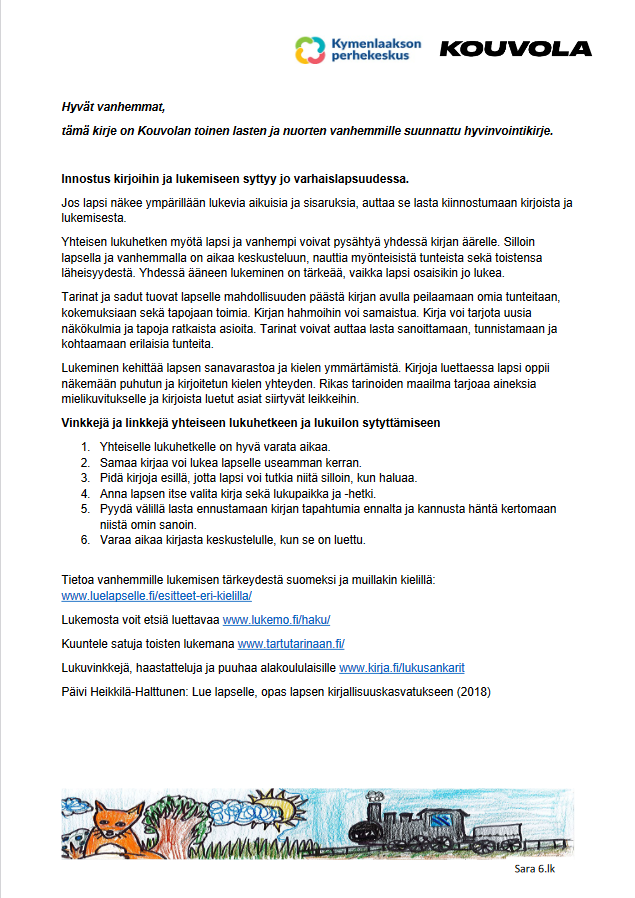 Kymenlaakson
perhekeskus
KOUVOLA
Hyvät vanhemmat,
tämä kirje on Kouvolan toinen lasten ja nuorten vanhemmille suunnattu hyvinvointikirje.
Innostus kirjoihin ja lukemiseen syttyy jo varhaislapsuudessa.
Jos lapsi näkee ympärillään lukevia aikuisia ja sisaruksia, auttaa se lasta kiinnostumaan kirjoista ja
lukemisesta.
Yhteisen lukuhetken myötä lapsi ja vanhempi voivat pysähtyä yhdessä kirjan äärelle. Silloin
lapsella ja vanhemmalla on aikaa keskusteluun, nauttia myönteisistä tunteista sekä toistensa
läheisyydestä. Yhdessä ääneen lukeminen on tärkeää, vaikka lapsi osaisikin jo lukea.
Tarinat ja sadut tuovat lapselle mahdollisuuden päästä kirjan avulla peilaamaan omia tunteitaan,
kokemuksiaan sekä tapojaan toimia. Kirjan hahmoihin voi samaistua. Kirja voi tarjota uusia
näkökulmia ja tapoja ratkaista asioita. Tarinat voivat auttaa lasta sanoittamaan, tunnistamaan ja
kohtaamaan erilaisia tunteita.
Lukeminen kehittää lapsen sanavarastoa ja kielen ymmärtämistä. Kirjoja luettaessa lapsi oppii
näkemään puhutun ja kirjoitetun kielen yhteyden. Rikas tarinoiden maailma tarjoaa aineksia
mielikuvitukselle ja kirjoista luetut asiat siirtyvät leikkeihin.
Vinkkejä ja linkkejä yhteiseen lukuhetkeen ja lukuilon sytyttämiseen
1. Yhteiselle lukuhetkelle on hyvä varata aikaa.
2. Samaa kirjaa voi lukea lapselle useamman kerran.
3. Pidä kirjoja esillä, jotta lapsi voi tutkia niitä silloin, kun haluaa.
4. Anna lapsen itse valita kirja sekä lukupaikka ja -hetki.
5. Pyydä välillä lasta ennustamaan kirjan tapahtumia ennalta ja kannusta häntä kertomaan
niistä omin sanoin.
6. Varaa aikaa kirjasta keskustelulle, kun se on luettu.
Tietoa vanhemmille lukemisen tärkeydestä suomeksi ja muillakin kielillä:
www.luelapselle.fi/esitteet-eri-kielilla/
Lukemosta voit etsiä luettavaa www.lukemo.fi/haku/
Kuuntele satuja toisten lukemana www.tartutarinaan.fi/
Lukuvinkkejä, haastatteluja ja puuhaa alakoululaisille www.kirja.fi/lukusankarit
Päivi Heikkilä-Halttunen: Lue lapselle, opas lapsen kirjallisuuskasvatukseen (2018)
Sara 6.lk